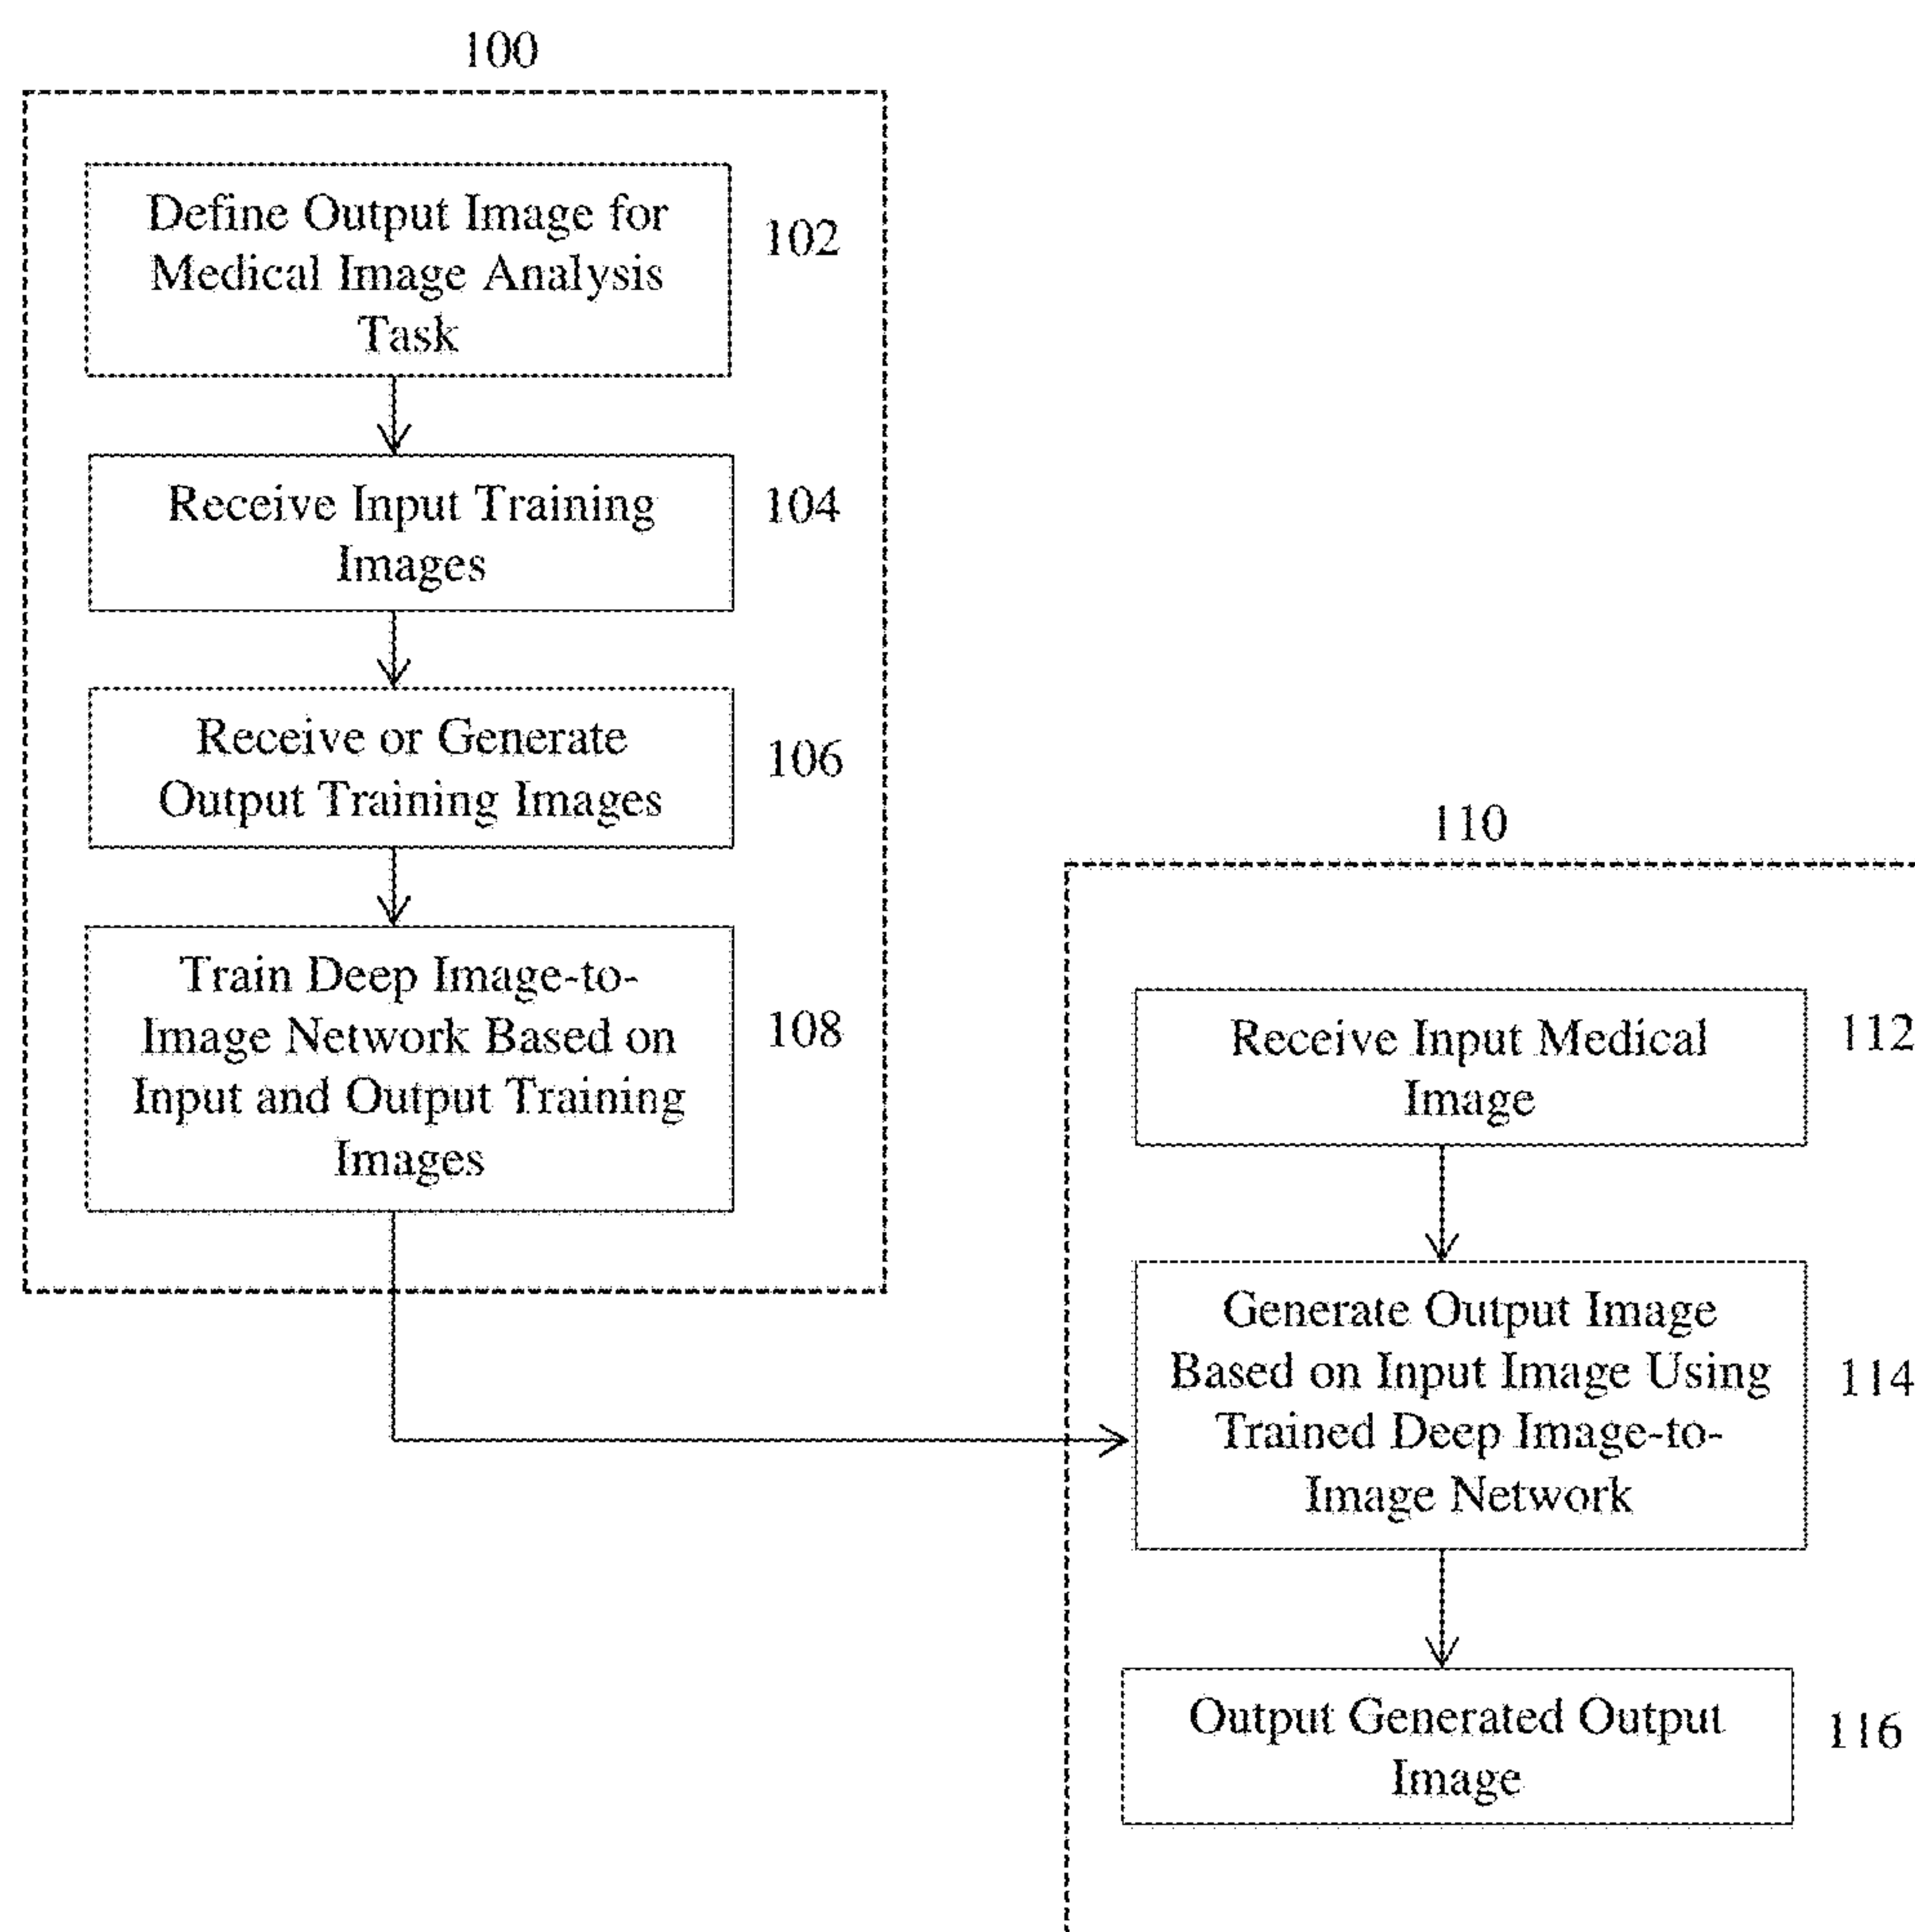 100
Define Output Image for
Medical Image Analysis
Task
102
Receive Input Training
Images
104
Receive or Generate
Output Training Images
106
Train Deep Image-to-
Image Network Based on
Input and Output Training
Images
108
110
Receive Input Medical
Image
112
Generate Output Image
Based on Input Image Using
Trained Deep Image-to-
Image Network
114
Output Generated Output
Image
116